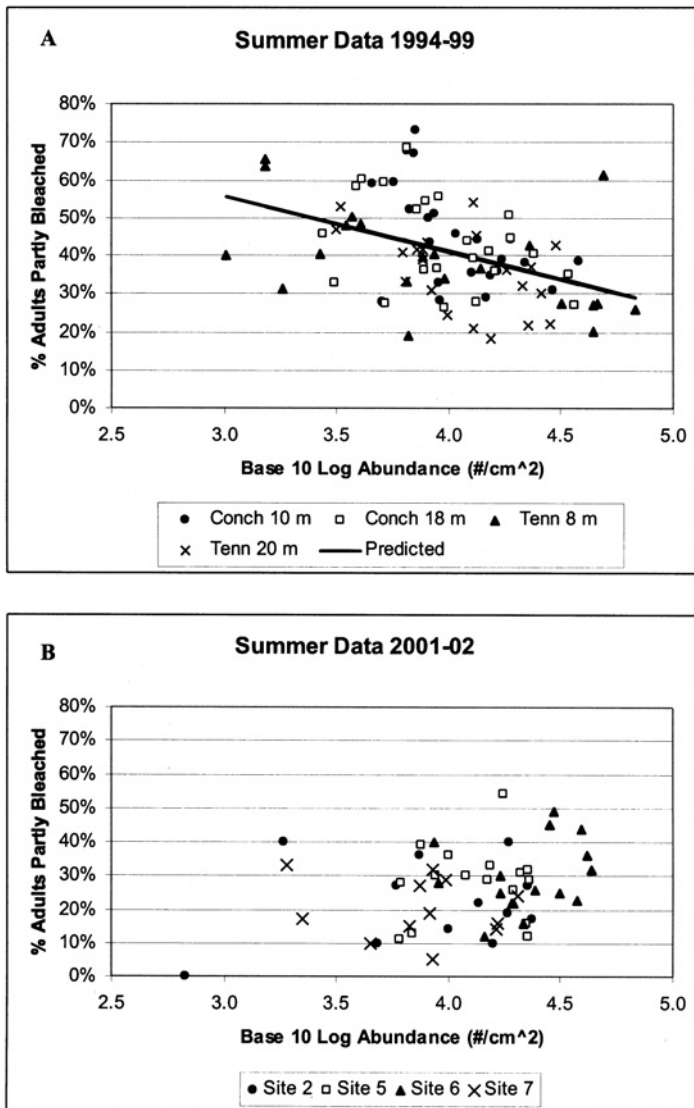 A
Summer Data 1994-99
% Adults Partly Bleached
80%
70%
60%
50%
40%
30%
20%
10%
0%
2.5 3.0 3.5 4.0 4.5 5.0
Base 10 Log Abundance (#/cm^2)
Conch 10 m Conch 18 m Tenn 8 m
Tenn 20 m Predicted
B
Summer Data 2001-02
% Adults Partly Bleached
80%
70%
60%
50%
40%
30%
20%
10%
0%
2.5 3.0 3.5 4.0 4.5 5.0
Base 10 Log Abundance (#/cm^2)
Site 2 Site 5 Site 6 Site 7